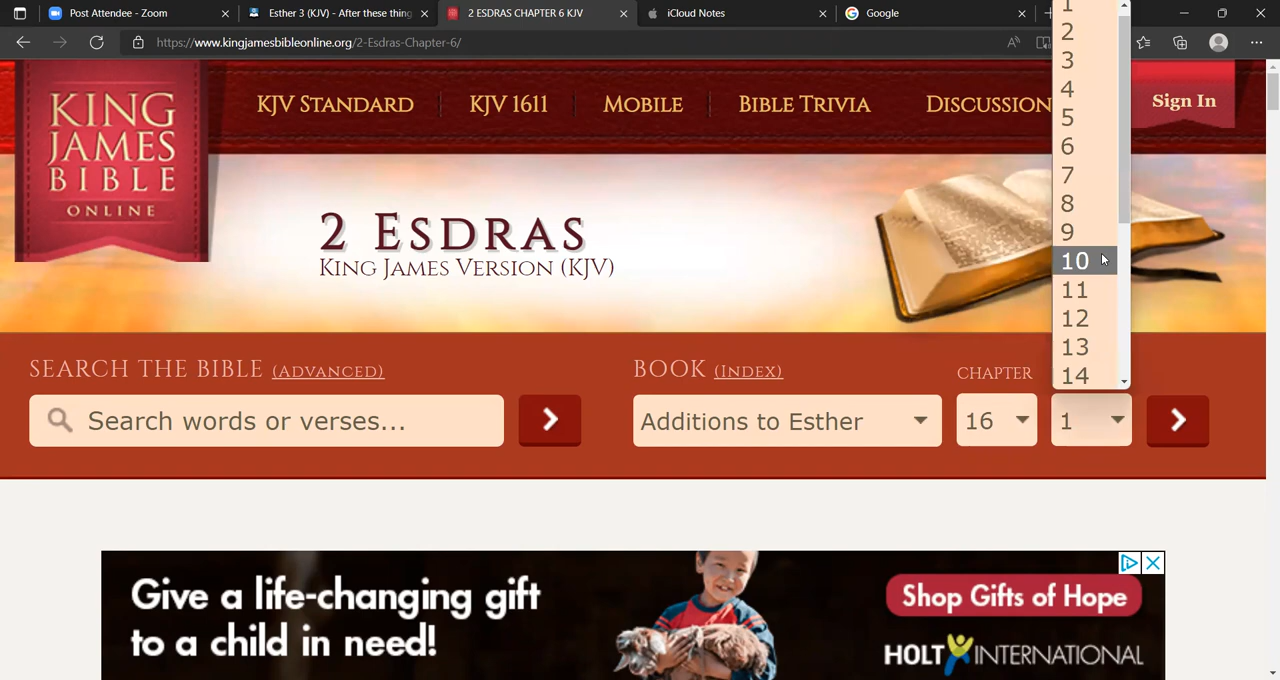 Post Attendee - Zoom
Esther 3 (KJV) - After these thing
2 ESDRAS CHAPTER 6 KJV
iCloud Notes
Google
https://www.kingjamesbibleonline.org/2-Esdras-Chapter-6/
KING
JAMES
BIBLE
ONLINE
KJV STANDARD
KJV 1611
MOBILE
BIBLE TRIVIA
DISCUSSION
Sign In
2 ESDRAS
KING JAMES VERSION (KJV)
1
2
3
4
5
6
7
8
9
10
11
12
13
14
SEARCH THE BIBLE (ADVANCED)
BOOK (INDEX)
CHAPTER
Search words or verses...
Additions to Esther
16
1
Give a life-changing gift
to a child in need!
Shop Gifts of Hope
HOLT INTERNATIONAL